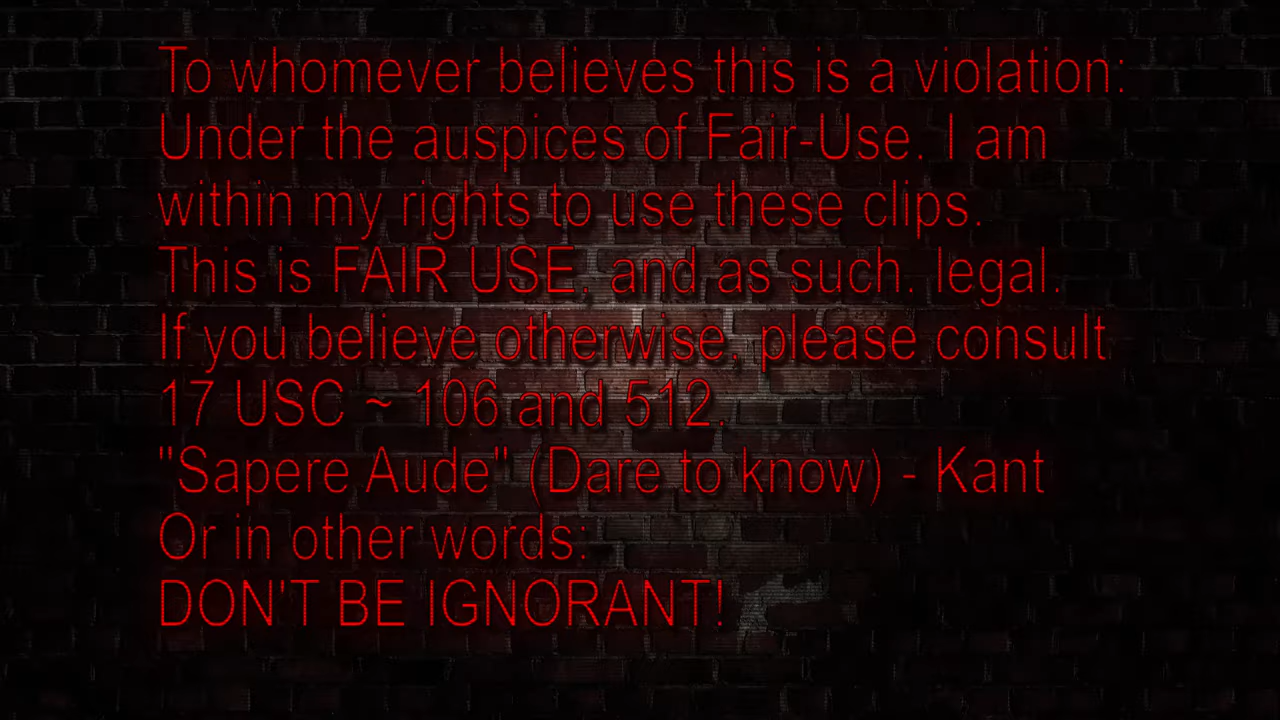 To whomever believes this is a violation:
Under the auspices of Fair-Use. I am
within my rights to use these clips.
This is FAIR USE, and as such. legal.
If you believe otherwise, please consult
17 USC ~ 106 and 512.
"Sapere Aude" (Dare to know) - Kant
Or in other words:
DON'T BE IGNORANT!